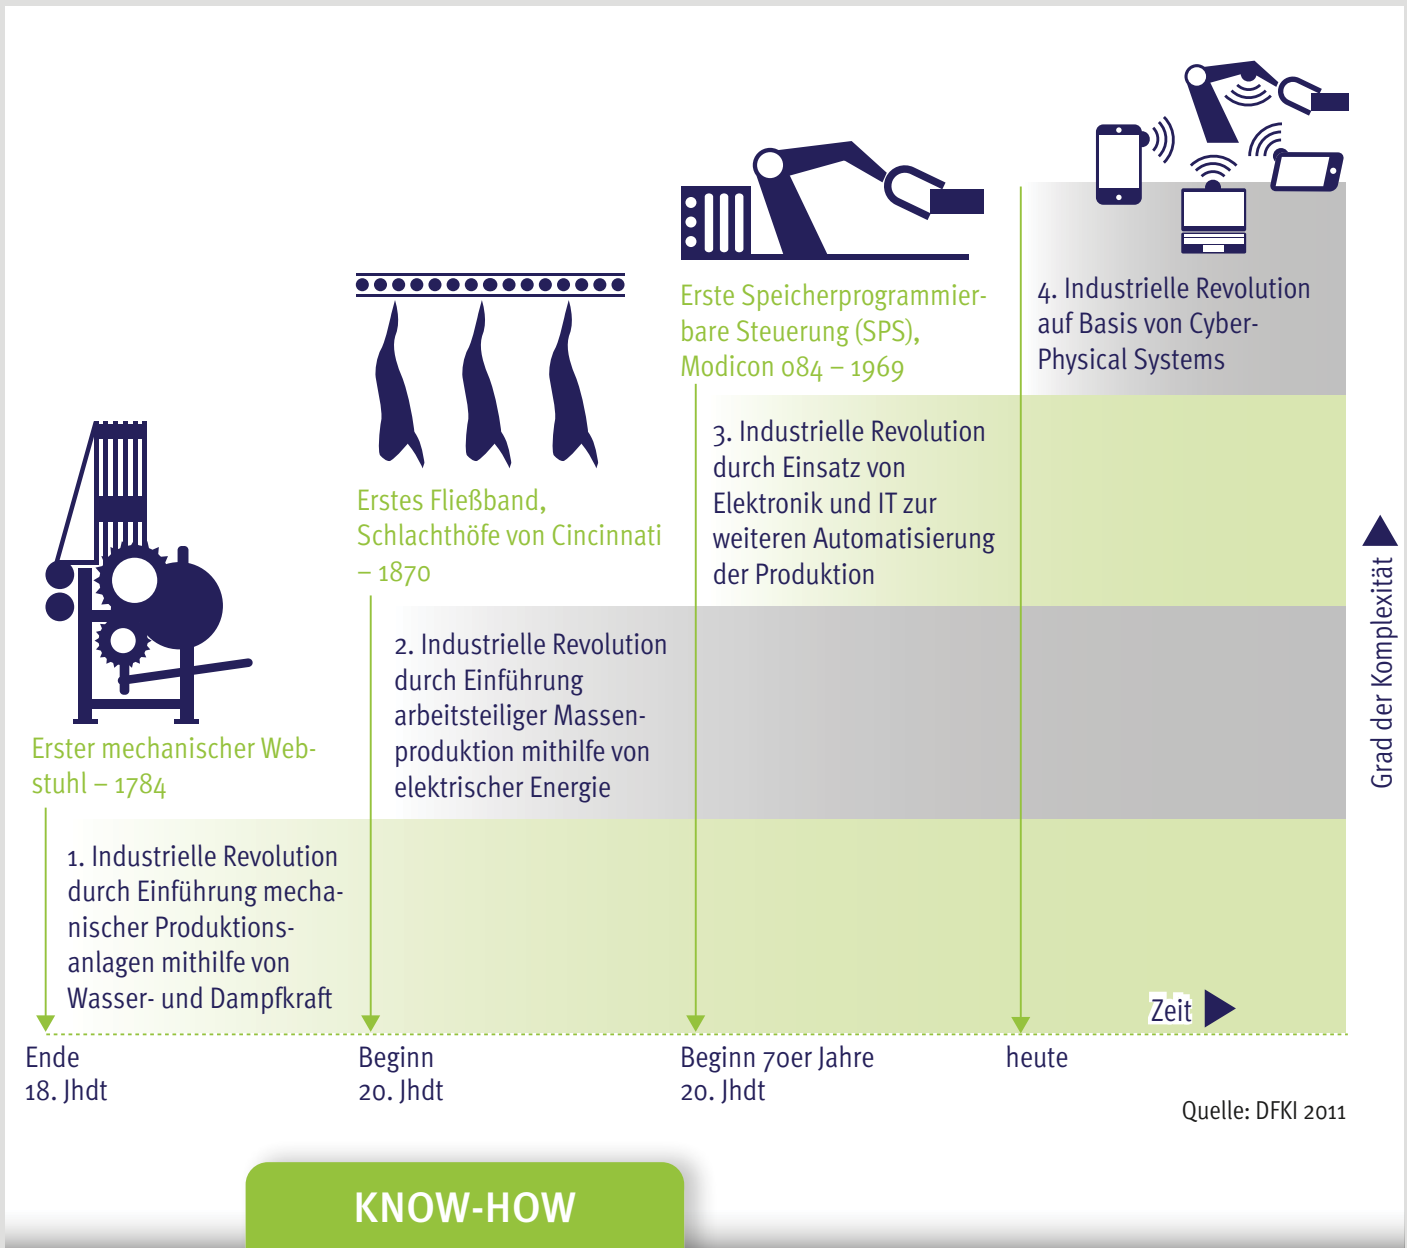 4. Industrielle Revolution
auf Basis von Cyber-
Physical Systems
Erste Speicherprogrammier-
bare Steuerung (SPS),
Modicon 084 – 1969
3. Industrielle Revolution
durch Einsatz von
Elektronik und IT zur
weiteren Automatisierung
der Produktion
Erstes Fließband,
Schlachthöfe von Cincinnati
– 1870
2. Industrielle Revolution
durch Einführung
arbeitsteiliger Massen-
produktion mithilfe von
elektrischer Energie
Erster mechanischer Web-
stuhl – 1784
1. Industrielle Revolution
durch Einführung mecha-
nischer Produktions-
anlagen mithilfe von
Wasser- und Dampfkraft
Grad der Komplexität
Zeit
Ende
18. Jhdt
Beginn
20. Jhdt
Beginn 70er Jahre
20. Jhdt
heute
Quelle: DFKI 2011
KNOW-HOW